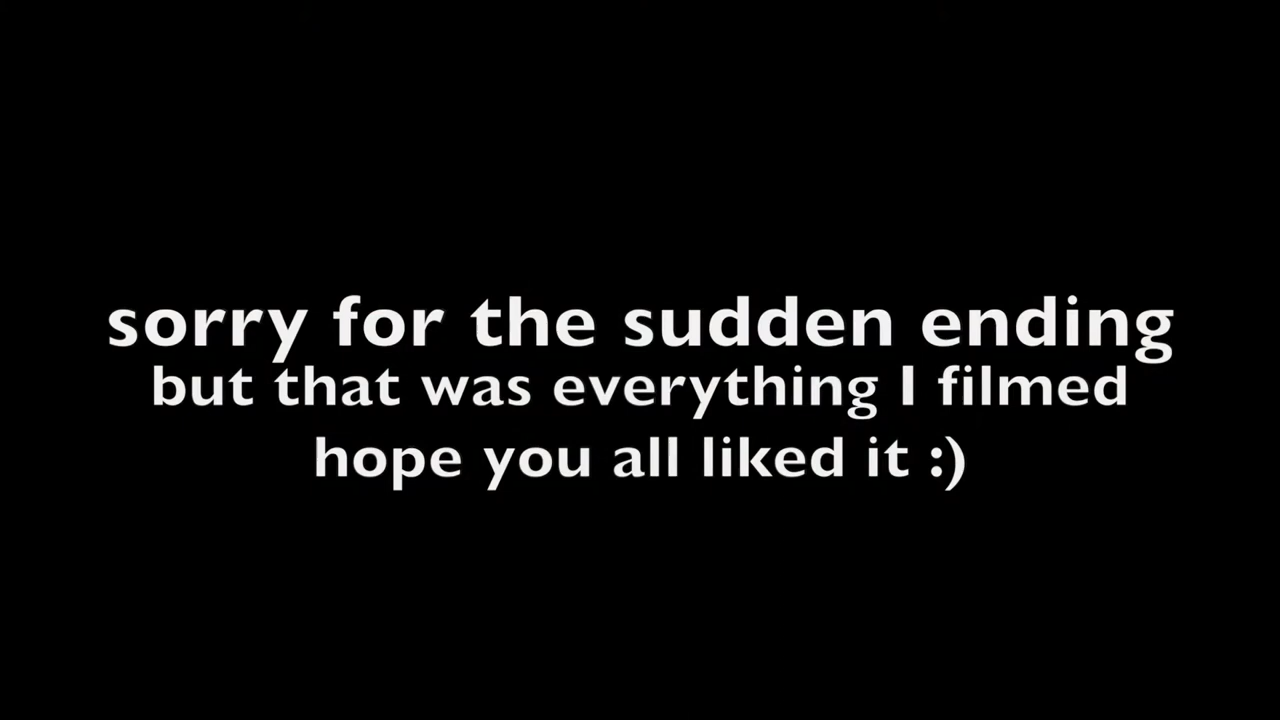 sorry for the sudden ending
but that was everything I filmed
hope you all liked it :)